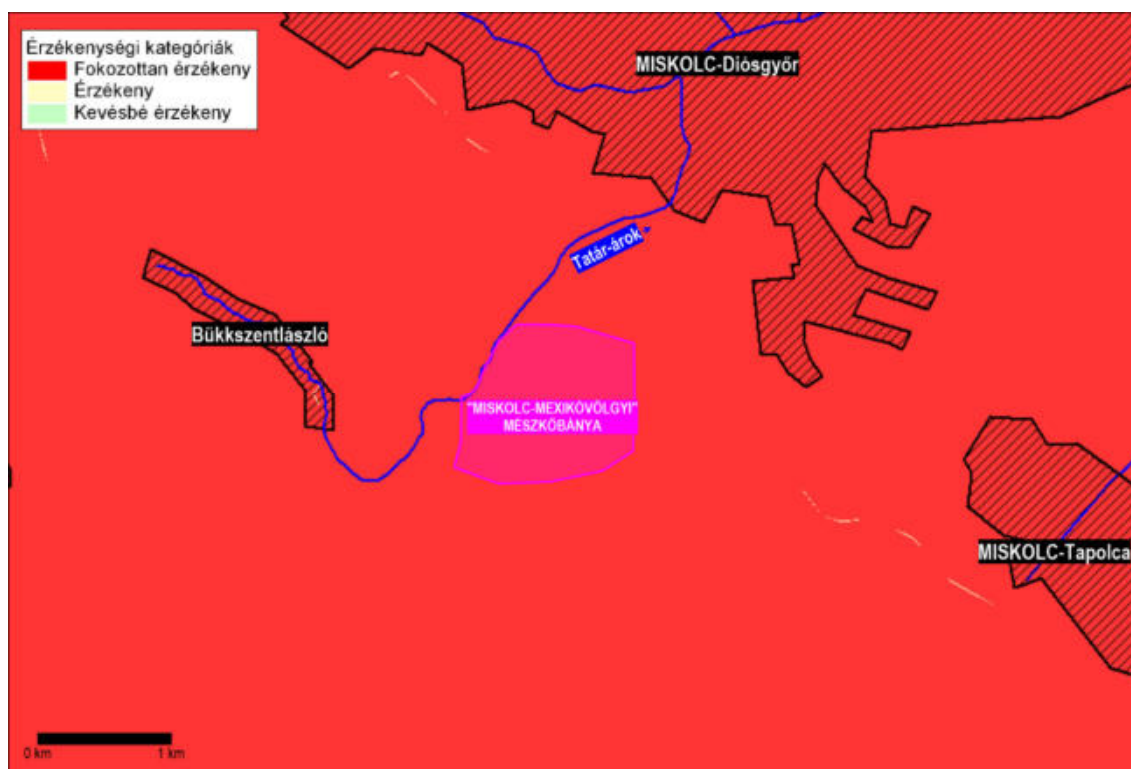 Érzékenységi kategóriák
Fokozottan érzékeny
Érzékeny
Kevésbé érzékeny
MISKOLC-Diósgyőr
Tatár-árok
Bükkszentlászló
"MISKOLC-MEXIKÓVÖLGYI"
MÉSZKŐBÁNYA
MISKOLC-Tapolca
0 km 1 km